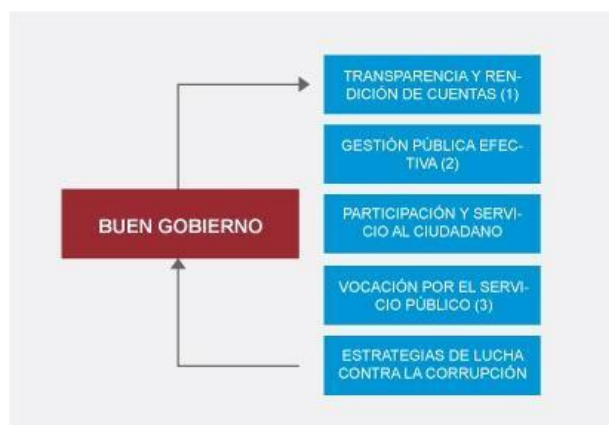 TRANSPARENCIA Y REN-
DICIÓN DE CUENTAS (1)
GESTIÓN PÚBLICA EFEC-
TIVA (2)
BUEN GOBIERNO
PARTICIPACIÓN Y SERVI-
CIO AL CIUDADANO
VOCACIÓN POR EL SERVI-
CIO PÚBLICO (3)
ESTRATEGIAS DE LUCHA
CONTRA LA CORRUPCIÓN